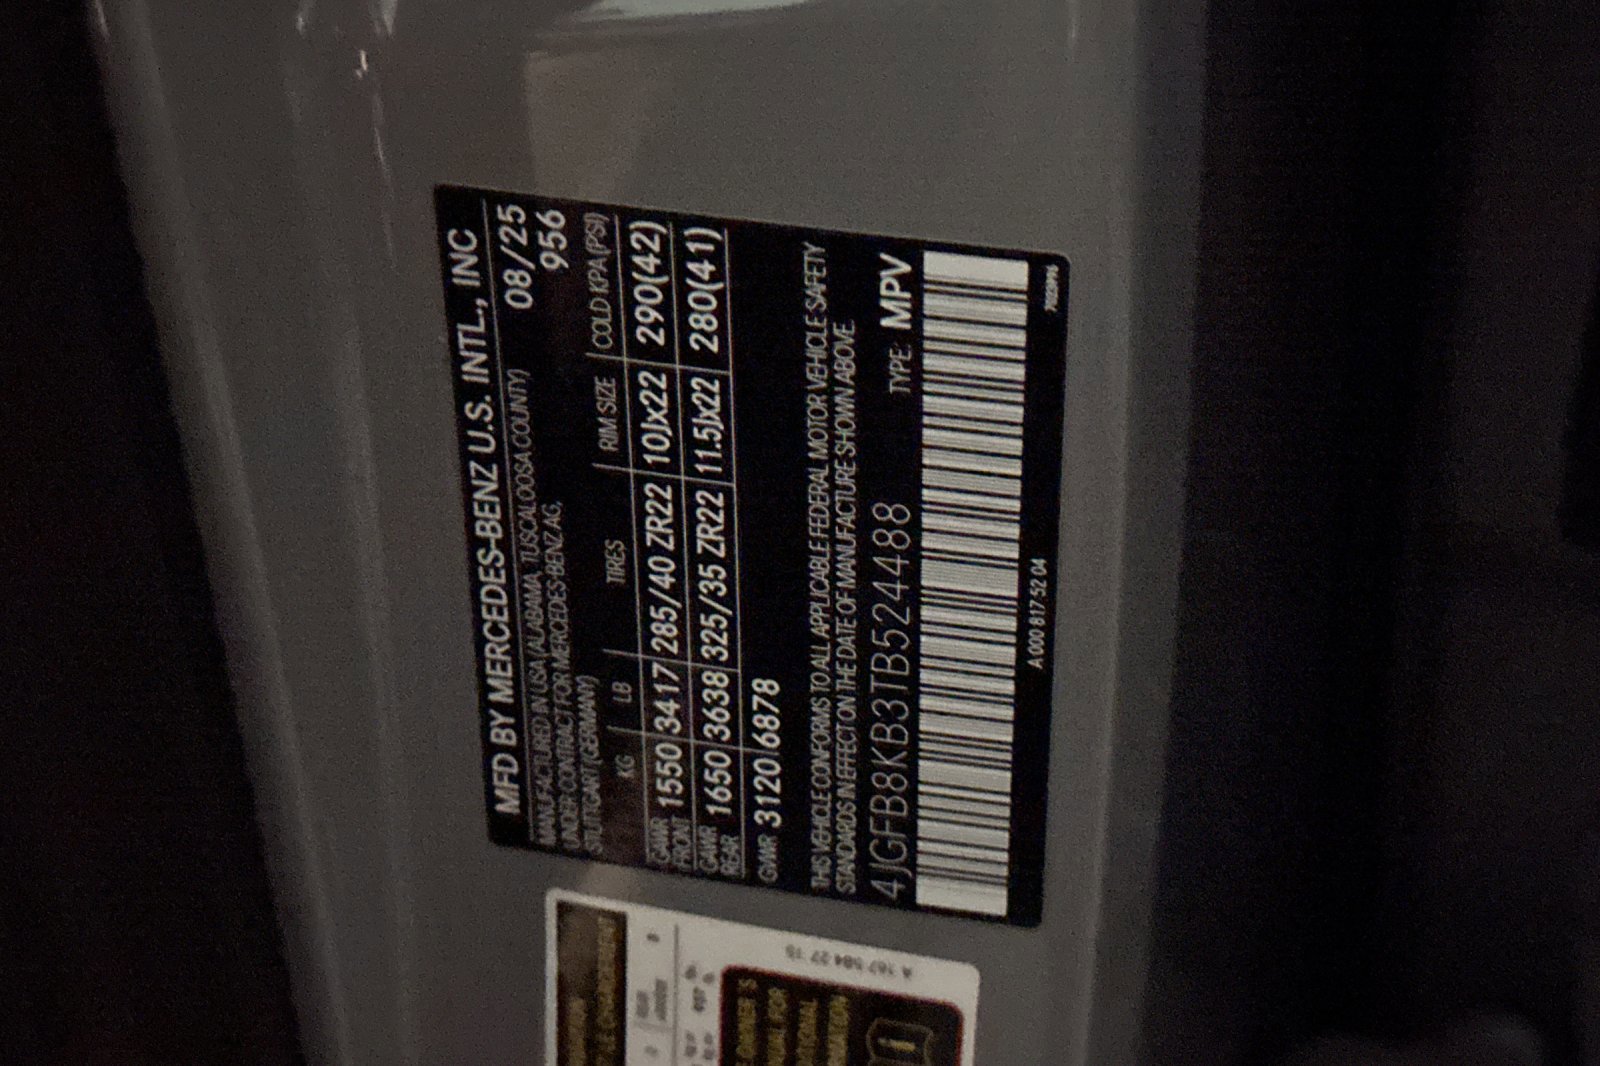 MFD BY MERCEDES-BENZ U.S. INTL., INC
MANUFACTURED IN USA (ALABAMA, TUSCALOOSA COUNTY) 08/25
UNDER CONTRACT FOR MERCEDES-BENZ AG, 956
STUTTGART (GERMANY)
KG LB TIRES RIM SIZE COLD KPA (PSI)
GAWR FRONT 1550 3417 285/40 ZR22 10Jx22 290(42)
GAWR REAR 1650 3638 325/35 ZR22 11.5Jx22 280(41)
GVWR 3120 6878
THIS VEHICLE CONFORMS TO ALL APPLICABLE FEDERAL MOTOR VEHICLE SAFETY
STANDARDS IN EFFECT ON THE DATE OF MANUFACTURE SHOWN ABOVE.
4JGFB8KB3TB524488 TYPE: MPV
A 000 817 52 04
A 167 584 27 15